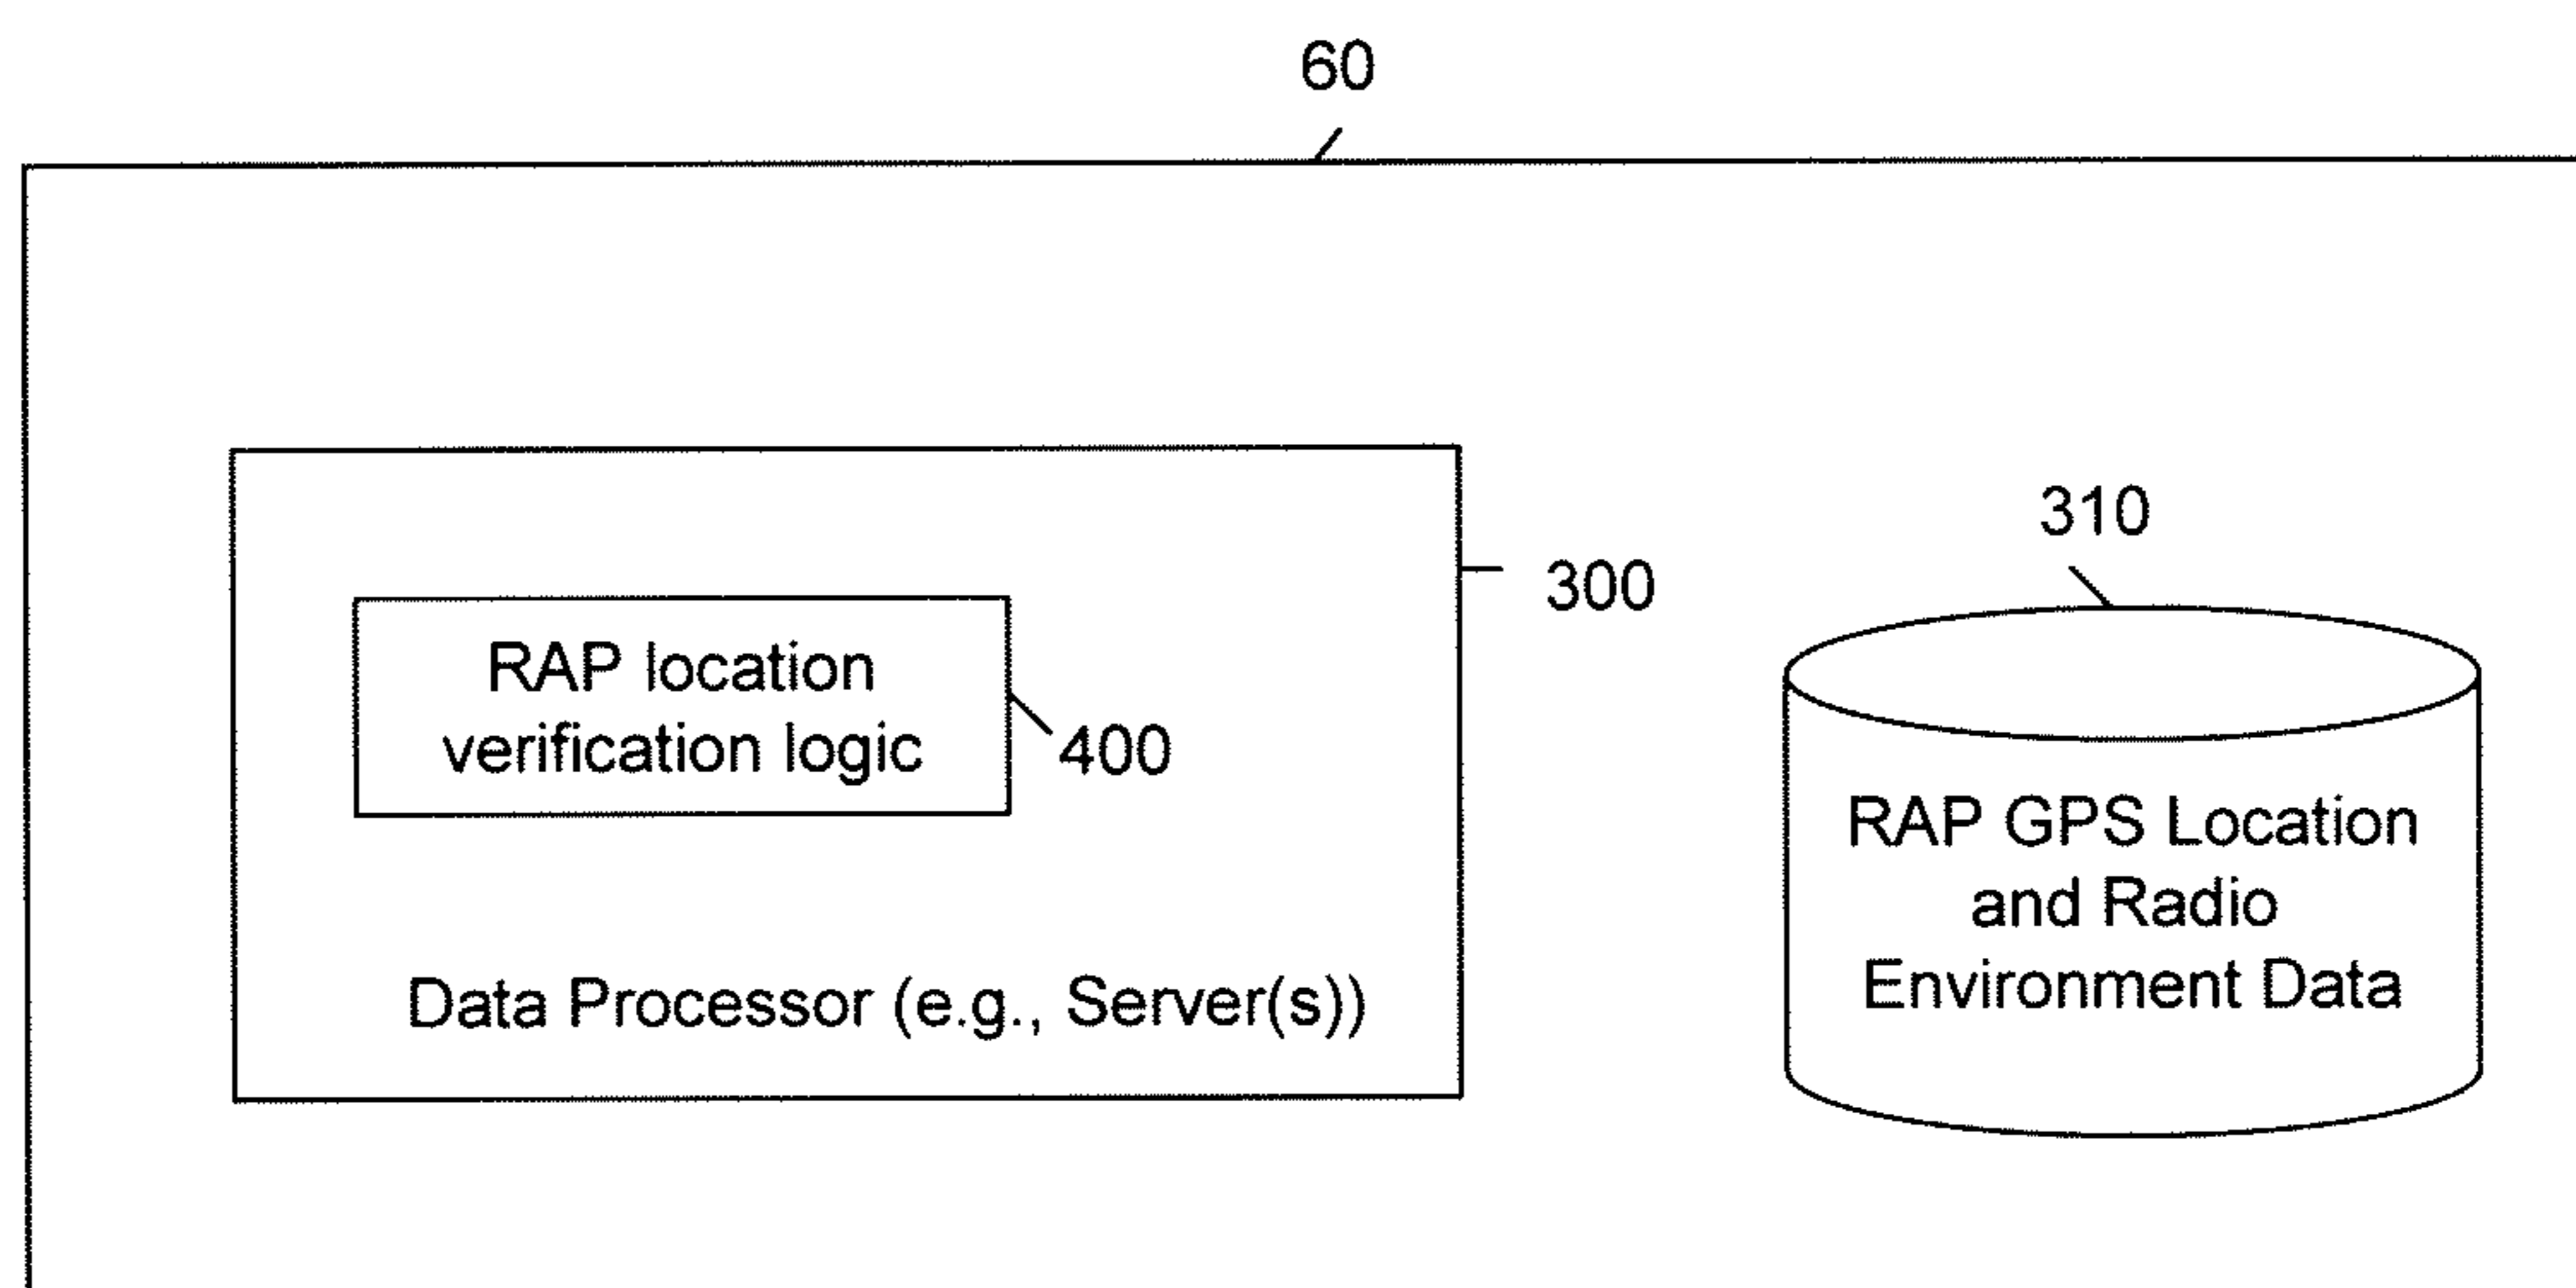 60
310
300
RAP location
verification logic
400
RAP GPS Location
and Radio
Environment Data
Data Processor (e.g., Server(s))